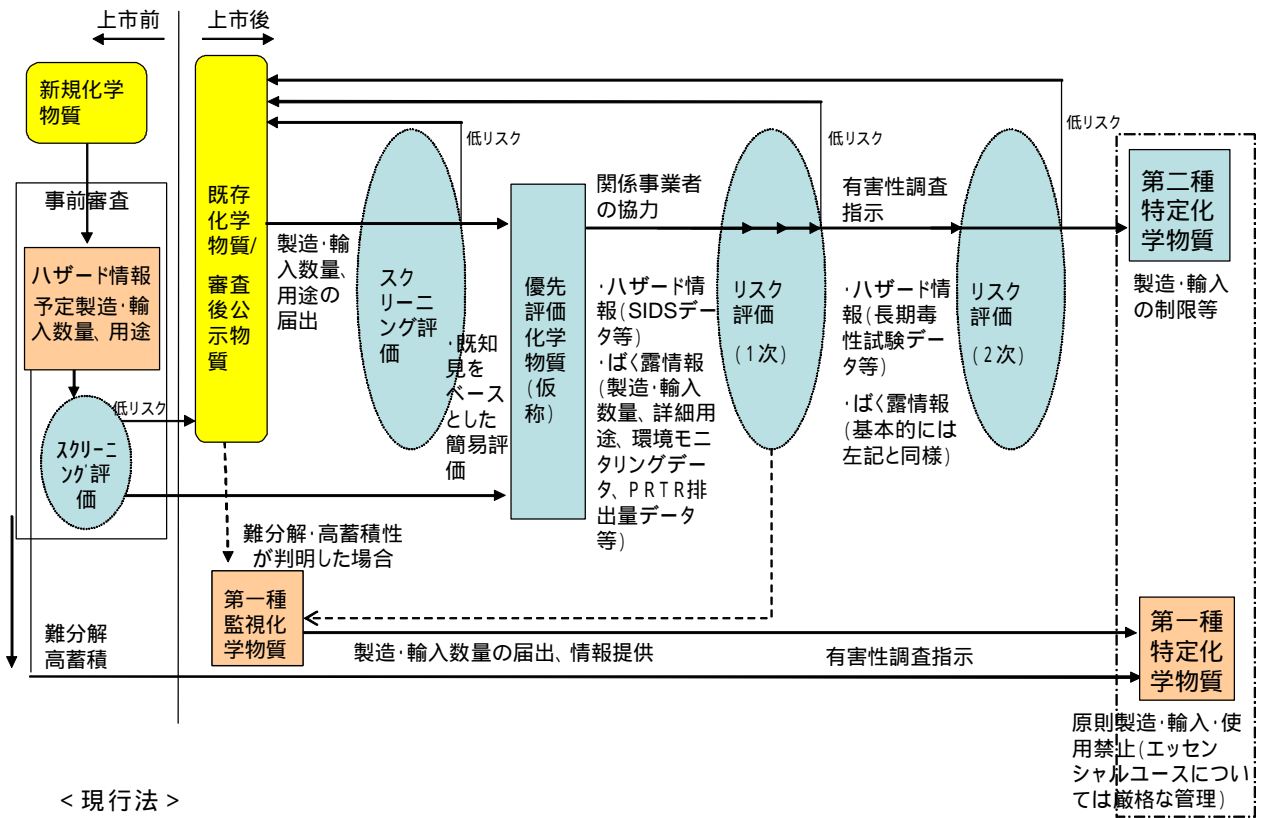 上市前
上市後
新規化学
物質
事前審査
ハザード情報
予定製造・輸
入数量、用途
低リスク
スクリーニ
ング評
価
難分解
高蓄積
既存
化学
物質/
審査
後公
示物
質
製造・輸
入数量、
用途の
届出
低リスク
スク
リーニ
ング評
価
・既知
見を
ベース
とした
簡易評
価
優先
評価
化学
物質
(仮
称)
関係事業者
の協力
・ハザード情
報(SIDSデー
タ等)
・ばく露情報
(製造・輸入
数量、詳細用
途、環境モニ
タリングデー
タ、PRTR排
出量データ
等)
低リスク
リスク
評価
(1次)
有害性調査
指示
・ハザード情
報(長期毒
性試験デー
タ等)
・ばく露情報
(基本的には
左記と同様)
低リスク
リスク
評価
(2次)
第二種
特定化
学物質
製造・輸入
の制限等
難分解・高蓄積性
が判明した場合
第一種
監視化
学物質
製造・輸入数量の届出、情報提供
有害性調査指示
第一種
特定化
学物質
原則製造・輸入・使
用禁止(エッセン
シャルユースについ
ては厳格な管理)
<現行法>